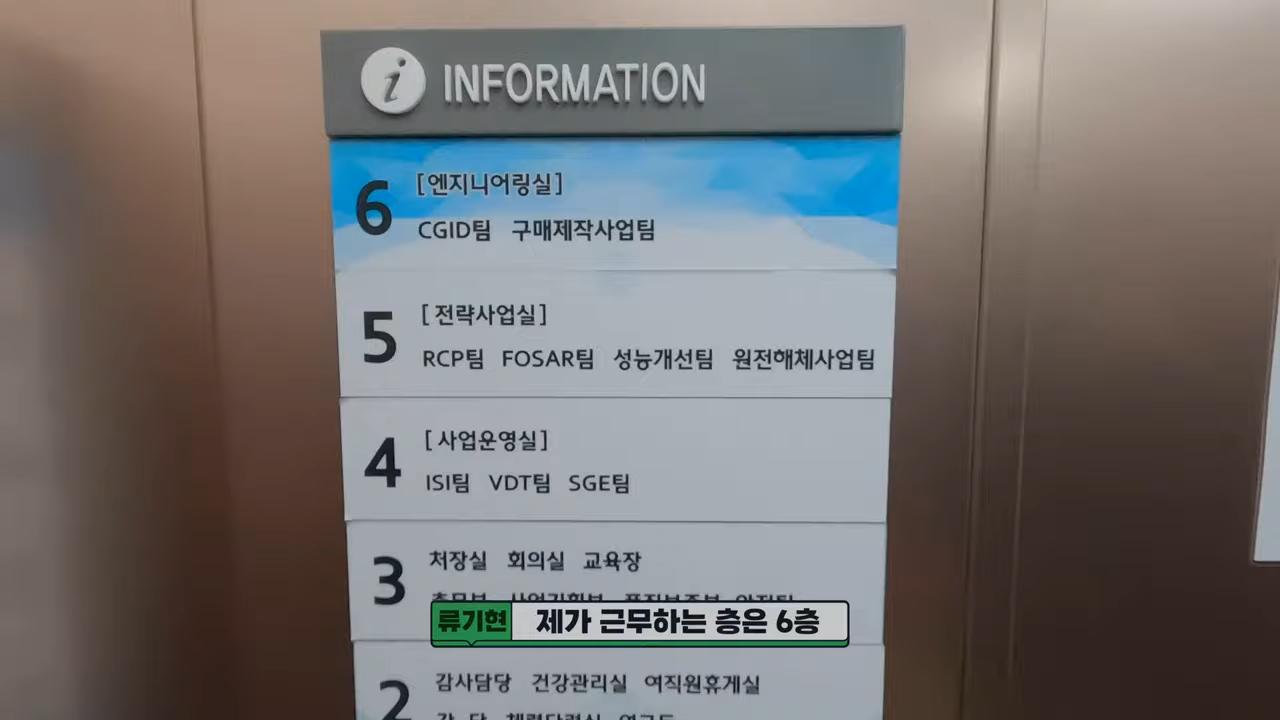 i INFORMATION
6 [엔지니어링실]
CGID팀 구매제작사업팀
5 [전략사업실]
RCP팀 FOSAR팀 성능개선팀 원전해체사업팀
4 [사업운영실]
ISI팀 VDT팀 SGE팀
3 처장실 회의실 교육장
류기현 제가 근무하는 층은 6층
2 감사담당 건강관리실 여직원휴게실